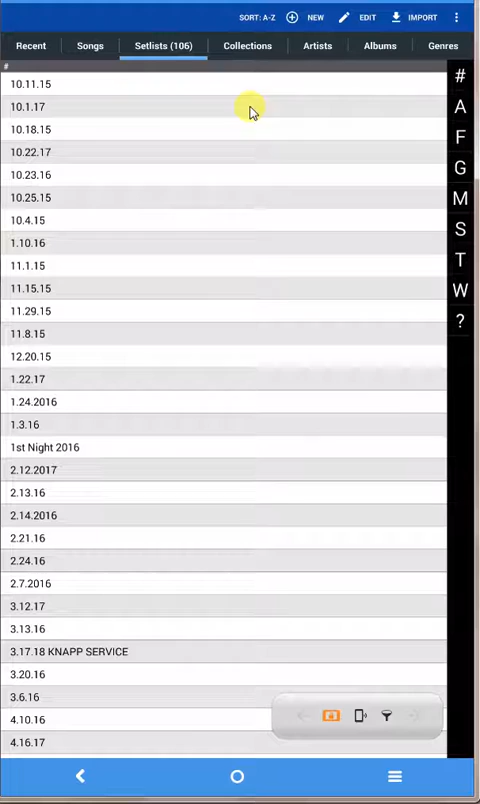 SORT: A-Z NEW EDIT IMPORT
Recent Songs Setlists (106) Collections Artists Albums Genres
#
10.11.15
10.1.17
10.18.15
10.22.17
10.23.16
10.25.15
10.4.15
1.10.16
11.1.15
11.15.15
11.29.15
11.8.15
12.20.15
1.22.17
1.24.2016
1.3.16
1st Night 2016
2.12.2017
2.13.16
2.14.2016
2.21.16
2.24.16
2.7.2016
3.12.17
3.13.16
3.17.18 KNAPP SERVICE
3.20.16
3.6.16
4.10.16
4.16.17
#
A
F
G
M
S
T
W
?